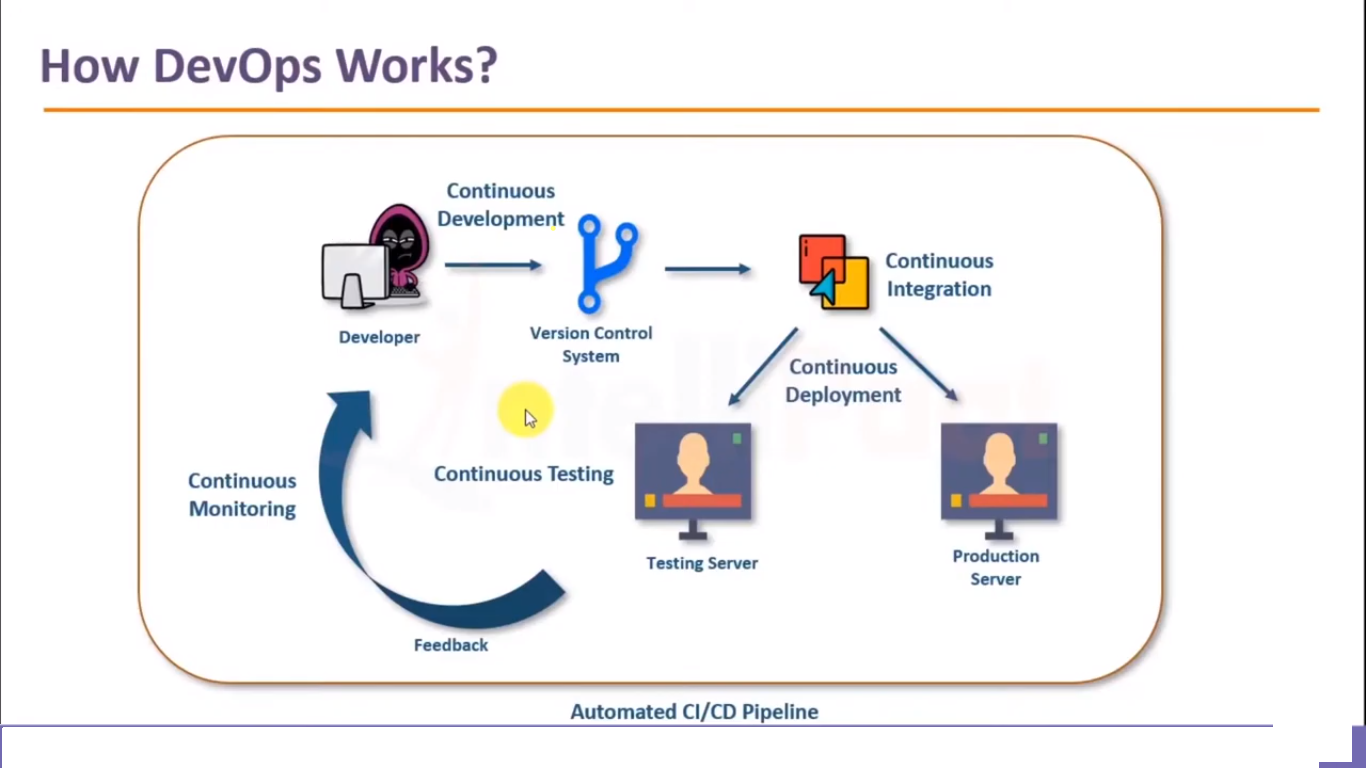 How DevOps Works?
Continuous
Development
Developer
Version Control
System
Continuous
Integration
Continuous
Deployment
Continuous
Monitoring
Continuous Testing
Testing Server
Production
Server
Feedback
Automated CI/CD Pipeline